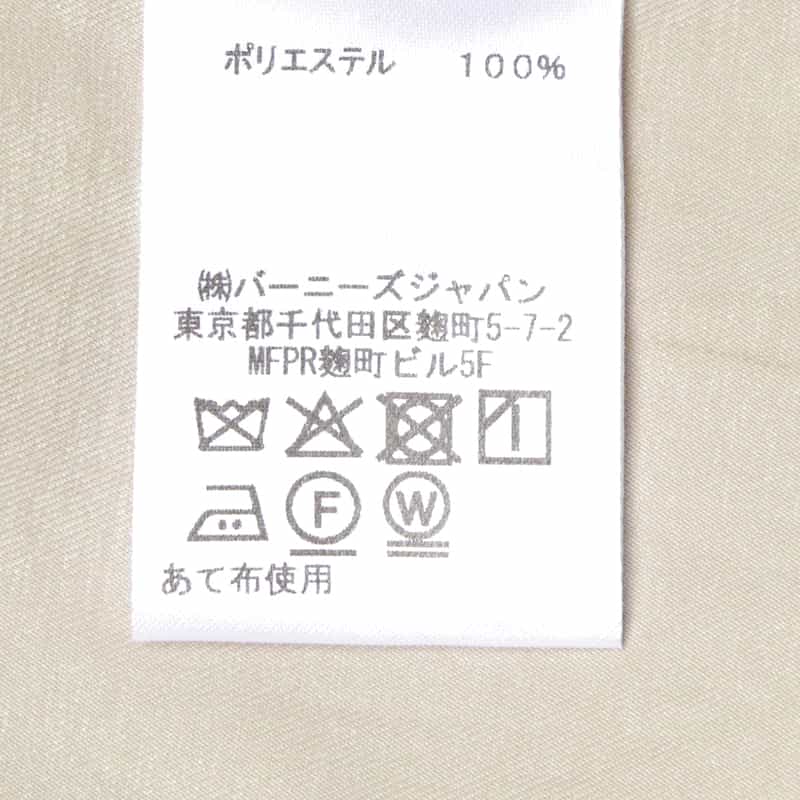 ポリエステル 100%
㈱バーニーズジャパン
東京都千代田区麹町5-7-2
MFPR麹町ビル5F
F W
あて布使用